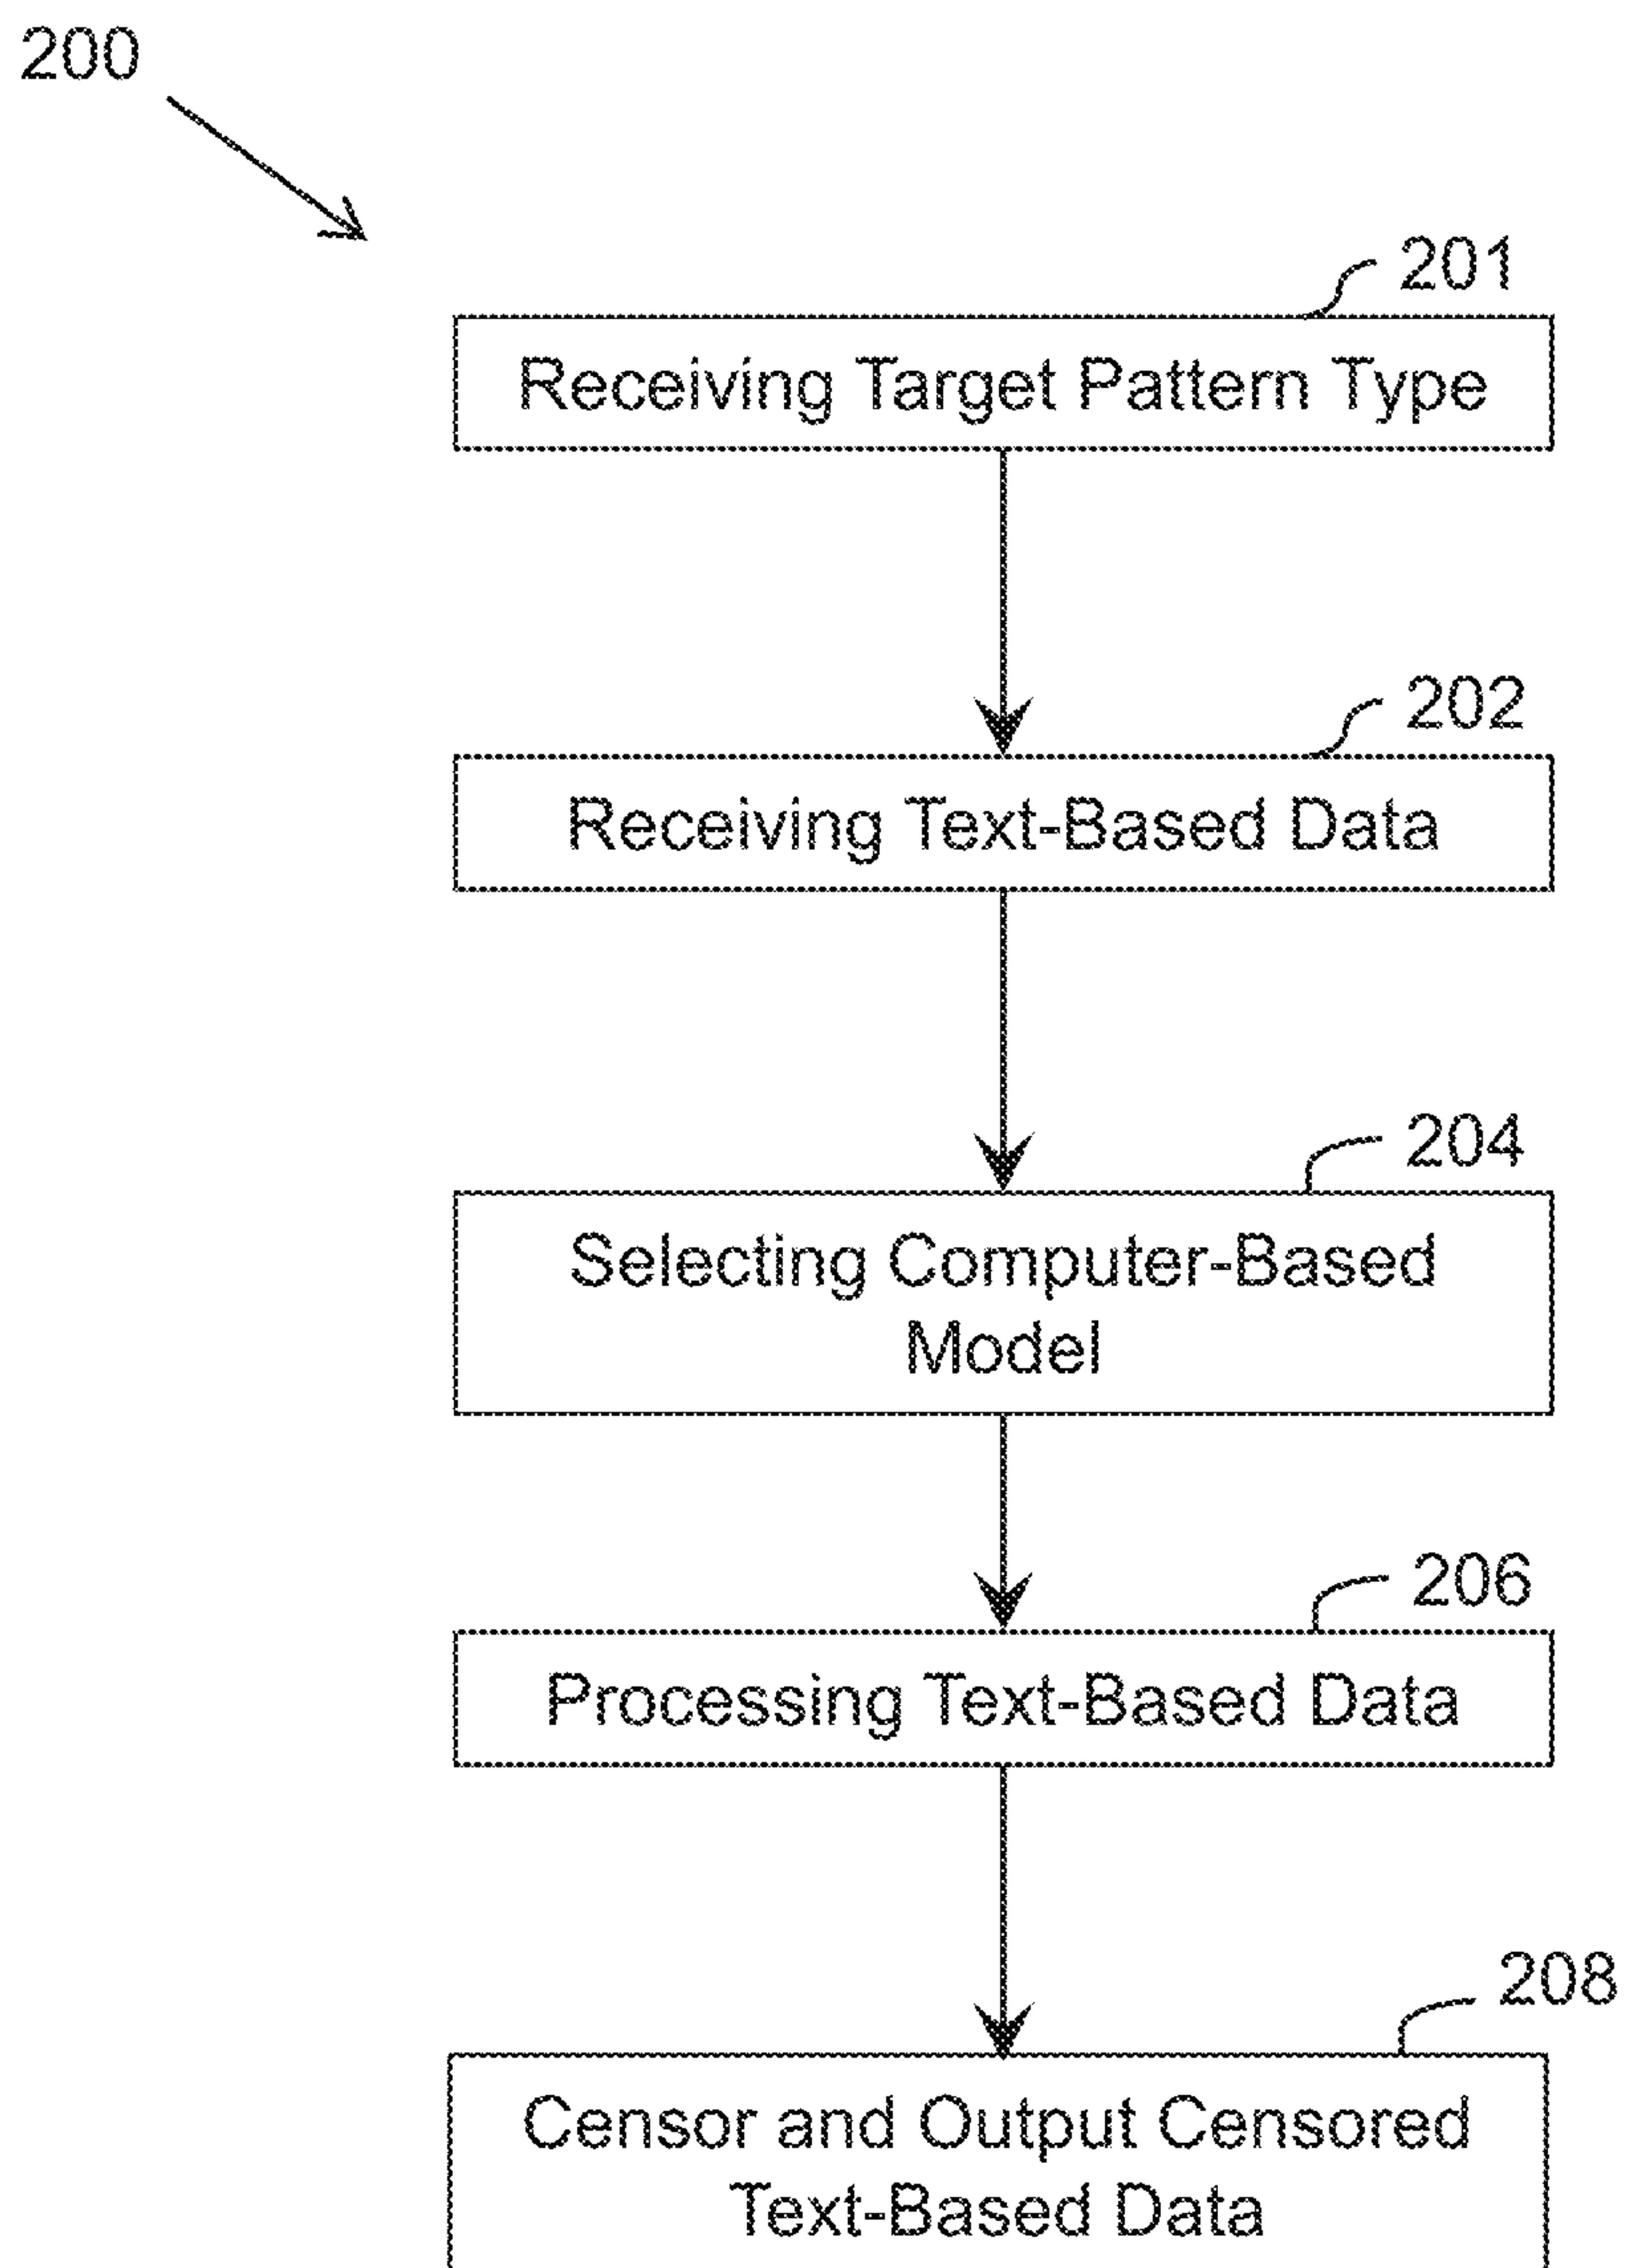 200
201
Receiving Target Pattern Type
202
Receiving Text-Based Data
204
Selecting Computer-Based
Model
206
Processing Text-Based Data
208
Censor and Output Censored
Text-Based Data